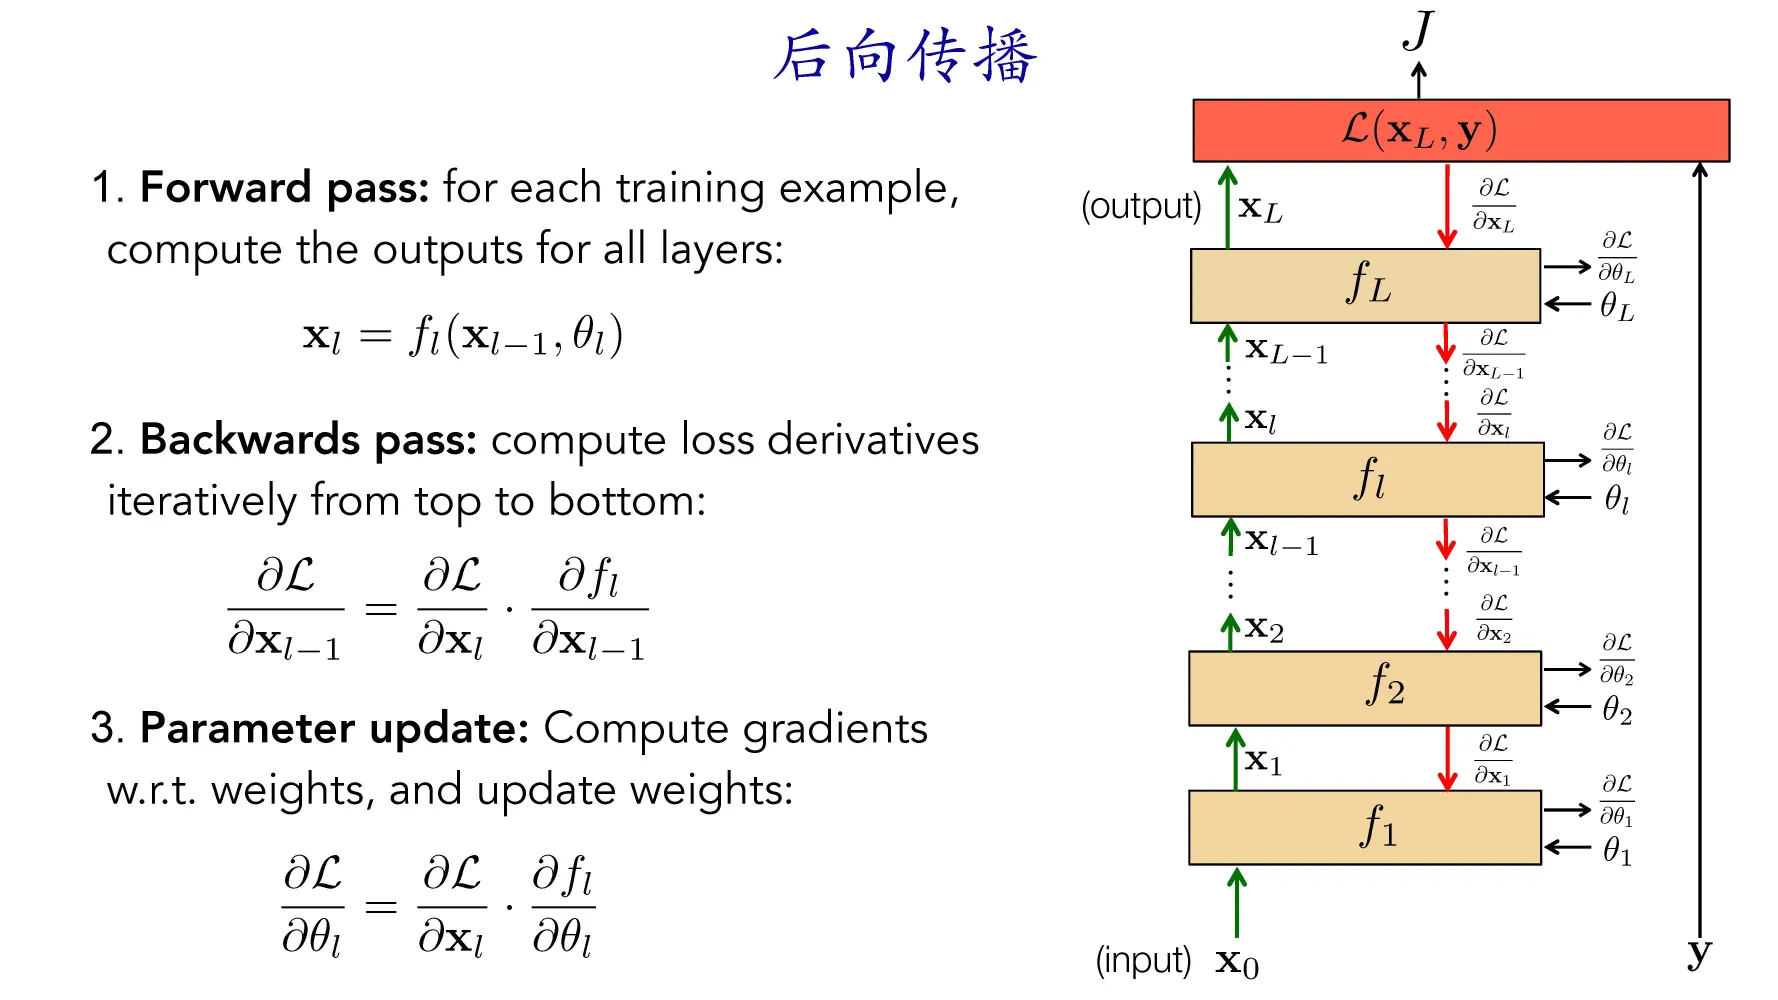 后向传播
1. Forward pass: for each training example,
compute the outputs for all layers:
$\mathbf{x}_l = f_l(\mathbf{x}_{l-1}, \theta_l)$
2. Backwards pass: compute loss derivatives
iteratively from top to bottom:
$\frac{\partial \mathcal{L}}{\partial \mathbf{x}_{l-1}} = \frac{\partial \mathcal{L}}{\partial \mathbf{x}_l} \cdot \frac{\partial f_l}{\partial \mathbf{x}_{l-1}}$
3. Parameter update: Compute gradients
w.r.t. weights, and update weights:
$\frac{\partial \mathcal{L}}{\partial \theta_l} = \frac{\partial \mathcal{L}}{\partial \mathbf{x}_l} \cdot \frac{\partial f_l}{\partial \theta_l}$
$J$
$\mathcal{L}(\mathbf{x}_L, \mathbf{y})$
(output) $\mathbf{x}_L$ $\frac{\partial \mathcal{L}}{\partial \mathbf{x}_L}$
$f_L$ $\frac{\partial \mathcal{L}}{\partial \theta_L}$
$\theta_L$
$\mathbf{x}_{L-1}$ $\frac{\partial \mathcal{L}}{\partial \mathbf{x}_{L-1}}$
$\mathbf{x}_l$ $\frac{\partial \mathcal{L}}{\partial \mathbf{x}_l}$
$f_l$ $\frac{\partial \mathcal{L}}{\partial \theta_l}$
$\theta_l$
$\mathbf{x}_{l-1}$ $\frac{\partial \mathcal{L}}{\partial \mathbf{x}_{l-1}}$
$\mathbf{x}_2$ $\frac{\partial \mathcal{L}}{\partial \mathbf{x}_2}$
$f_2$ $\frac{\partial \mathcal{L}}{\partial \theta_2}$
$\theta_2$
$\mathbf{x}_1$ $\frac{\partial \mathcal{L}}{\partial \mathbf{x}_1}$
$f_1$ $\frac{\partial \mathcal{L}}{\partial \theta_1}$
$\theta_1$
(input) $\mathbf{x}_0$ $\mathbf{y}$